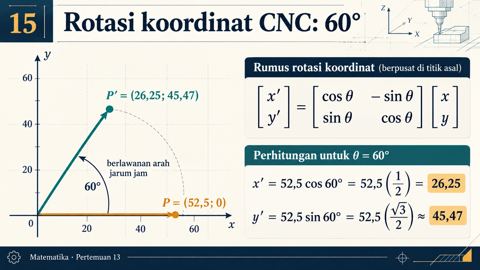 15 Rotasi koordinat CNC: 60°
Z
Y
X
y
60
40
20
0
20
40
60
80
x
P′ = (26,25; 45,47)
berlawanan arah
jarum jam
60°
P = (52,5; 0)
Rumus rotasi koordinat (berpusat di titik asal)
[x′ y′] = [cos θ −sin θ sin θ cos θ] [x y]
Perhitungan untuk θ = 60°
x′ = 52,5 cos 60° = 52,5 (1/2) = 26,25
y′ = 52,5 sin 60° = 52,5 (√3/2) ≈ 45,47
Matematika · Pertemuan 13